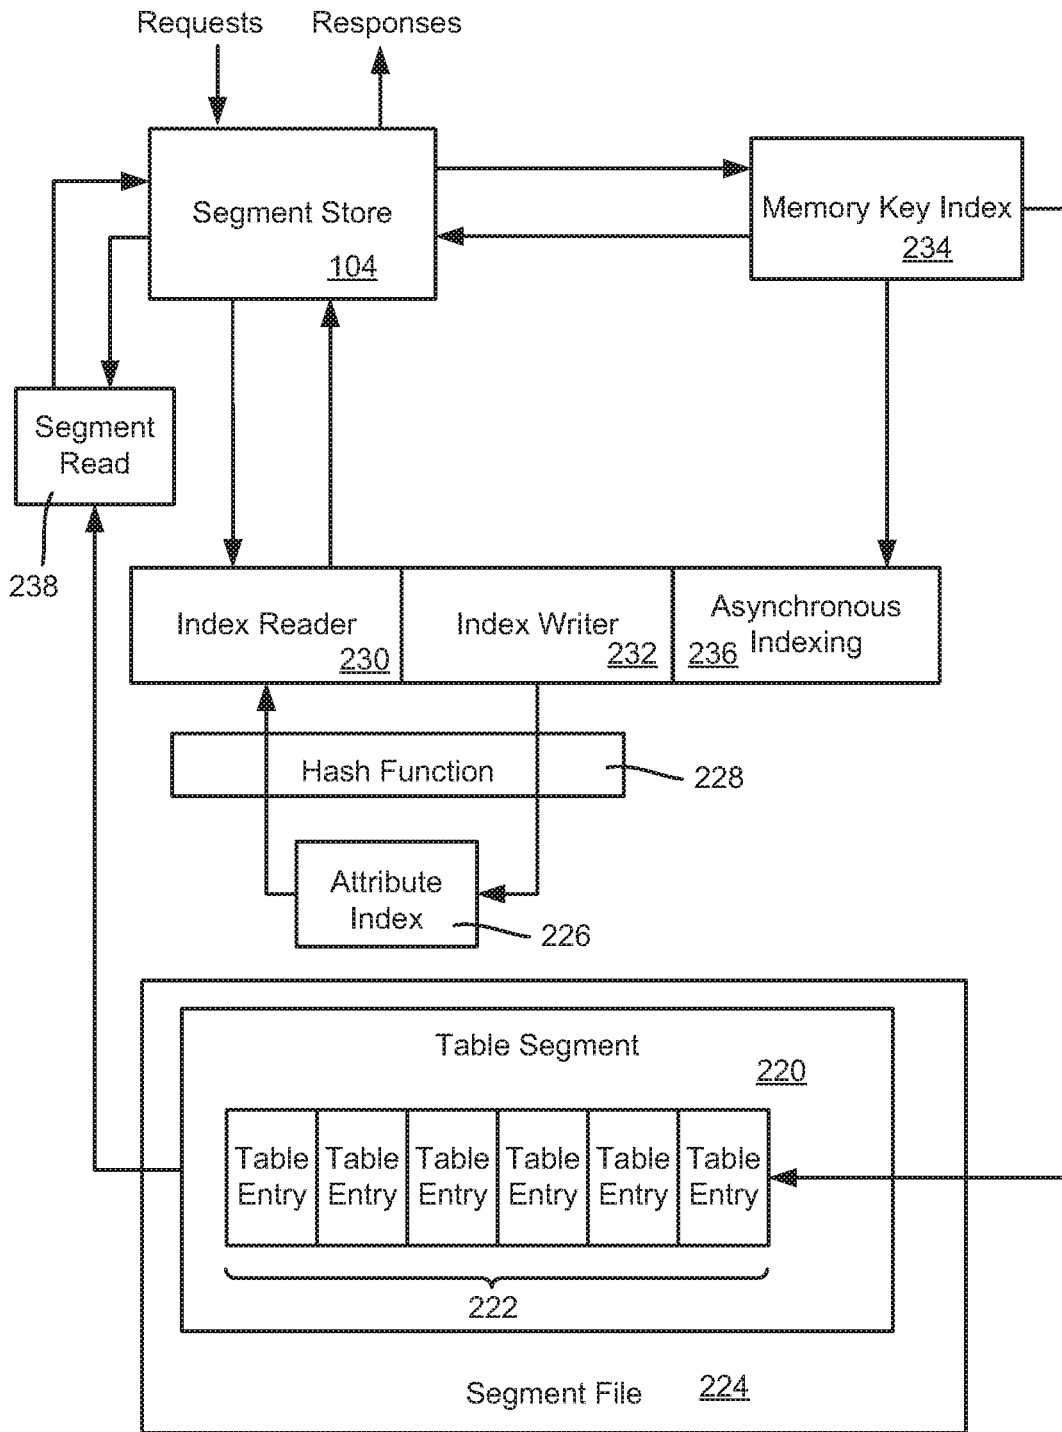 Requests
Responses
Segment Store
104
Memory Key Index
234
Segment
Read
238
Index Reader
230
Index Writer
232
Asynchronous
Indexing
236
Hash Function
228
Attribute
Index
226
Table Segment
220
Table Table Table Table Table Table
Entry Entry Entry Entry Entry Entry
222
Segment File
224